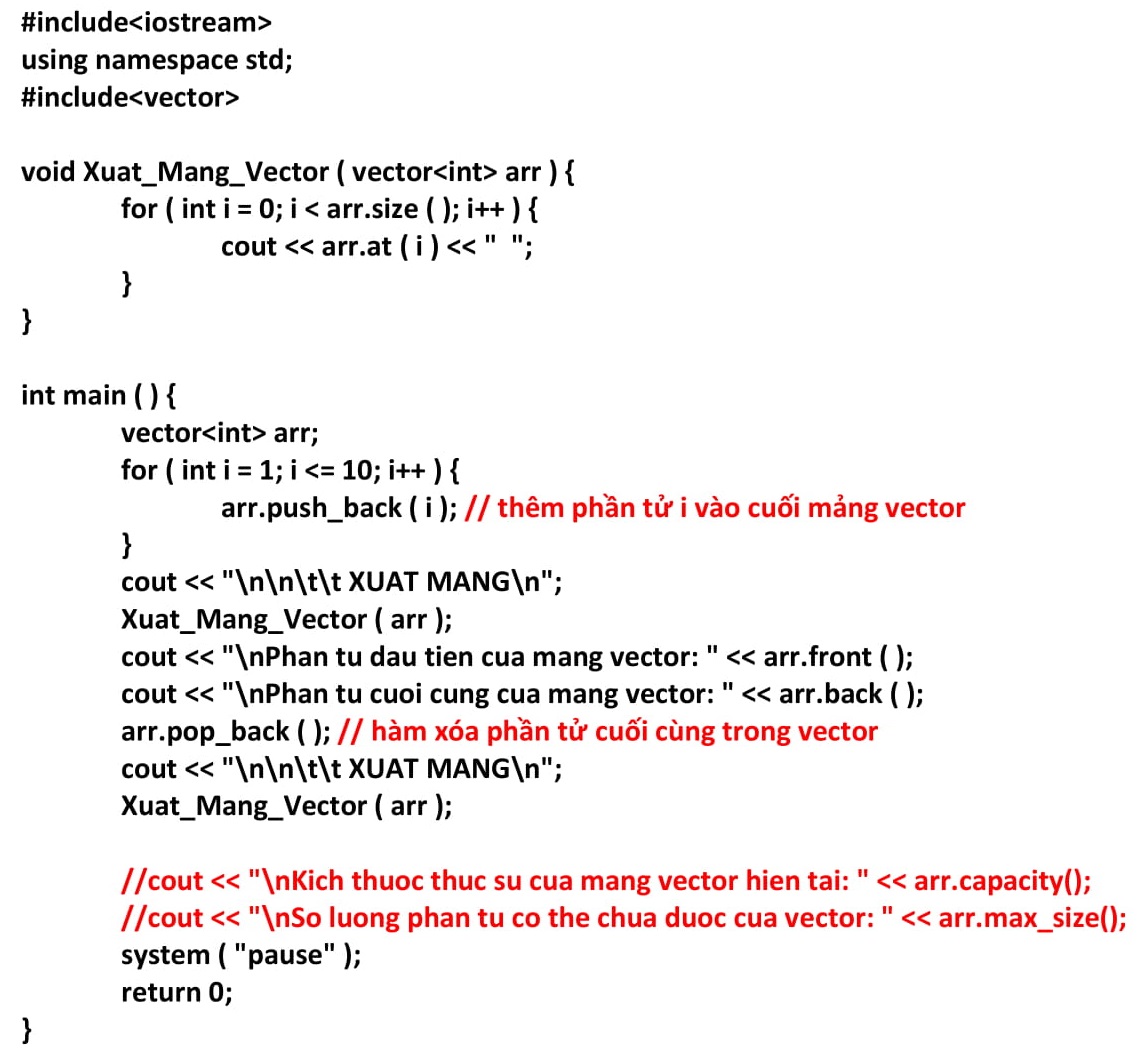 #include<iostream>
using namespace std;
#include<vector>
void Xuat_Mang_Vector ( vector<int> arr ) {
for ( int i = 0; i < arr.size ( ); i++ ) {
cout << arr.at ( i ) << "  ";
}
}
int main ( ) {
vector<int> arr;
for ( int i = 1; i <= 10; i++ ) {
arr.push_back ( i ); // thêm phần tử i vào cuối mảng vector
}
cout << "\n\n\t\t XUAT MANG\n";
Xuat_Mang_Vector ( arr );
cout << "\nPhan tu dau tien cua mang vector: " << arr.front ( );
cout << "\nPhan tu cuoi cung cua mang vector: " << arr.back ( );
arr.pop_back ( ); // hàm xóa phần tử cuối cùng trong vector
cout << "\n\n\t\t XUAT MANG\n";
Xuat_Mang_Vector ( arr );
//cout << "\nKich thuoc thuc su cua mang vector hien tai: " << arr.capacity();
//cout << "\nSo luong phan tu co the chua duoc cua vector: " << arr.max_size();
system ( "pause" );
return 0;
}